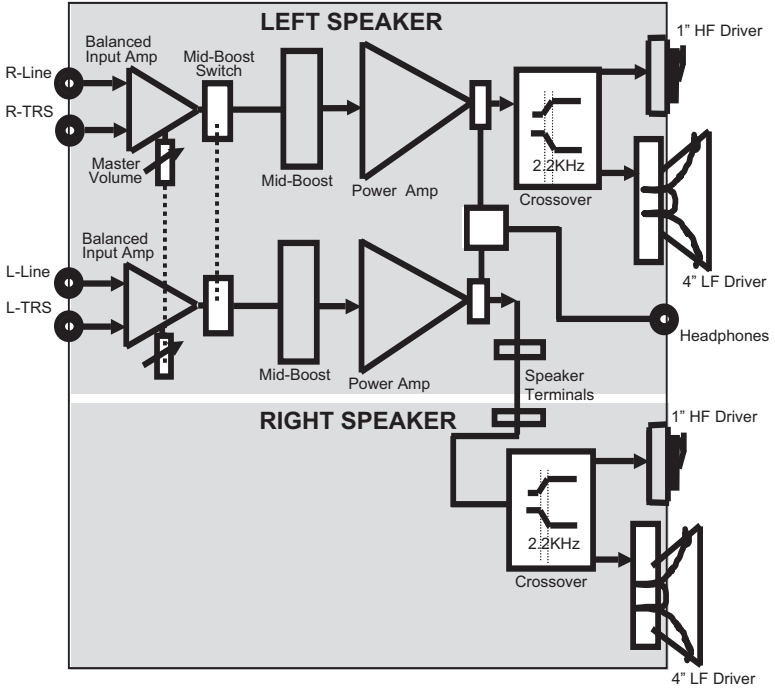 LEFT SPEAKER
1” HF Driver
Balanced
Input Amp
Mid-Boost
Switch
R-Line
R-TRS
Master
Volume
Mid-Boost
Power Amp
2.2KHz
Crossover
4” LF Driver
Balanced
Input Amp
L-Line
L-TRS
Headphones
Mid-Boost
Power Amp
Speaker
Terminals
RIGHT SPEAKER
1” HF Driver
2.2KHz
Crossover
4” LF Driver